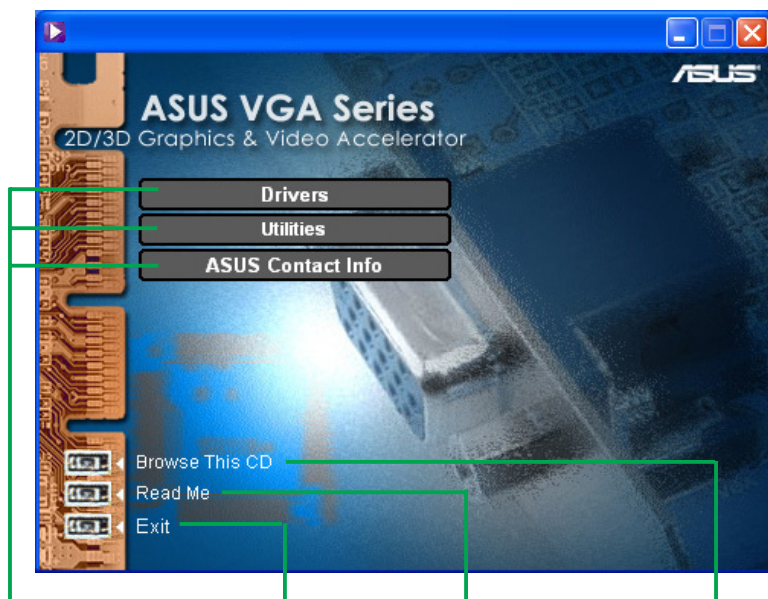 ASUS
ASUS VGA Series
2D/3D Graphics & Video Accelerator
Drivers
Utilities
ASUS Contact Info
Browse This CD
Read Me
Exit